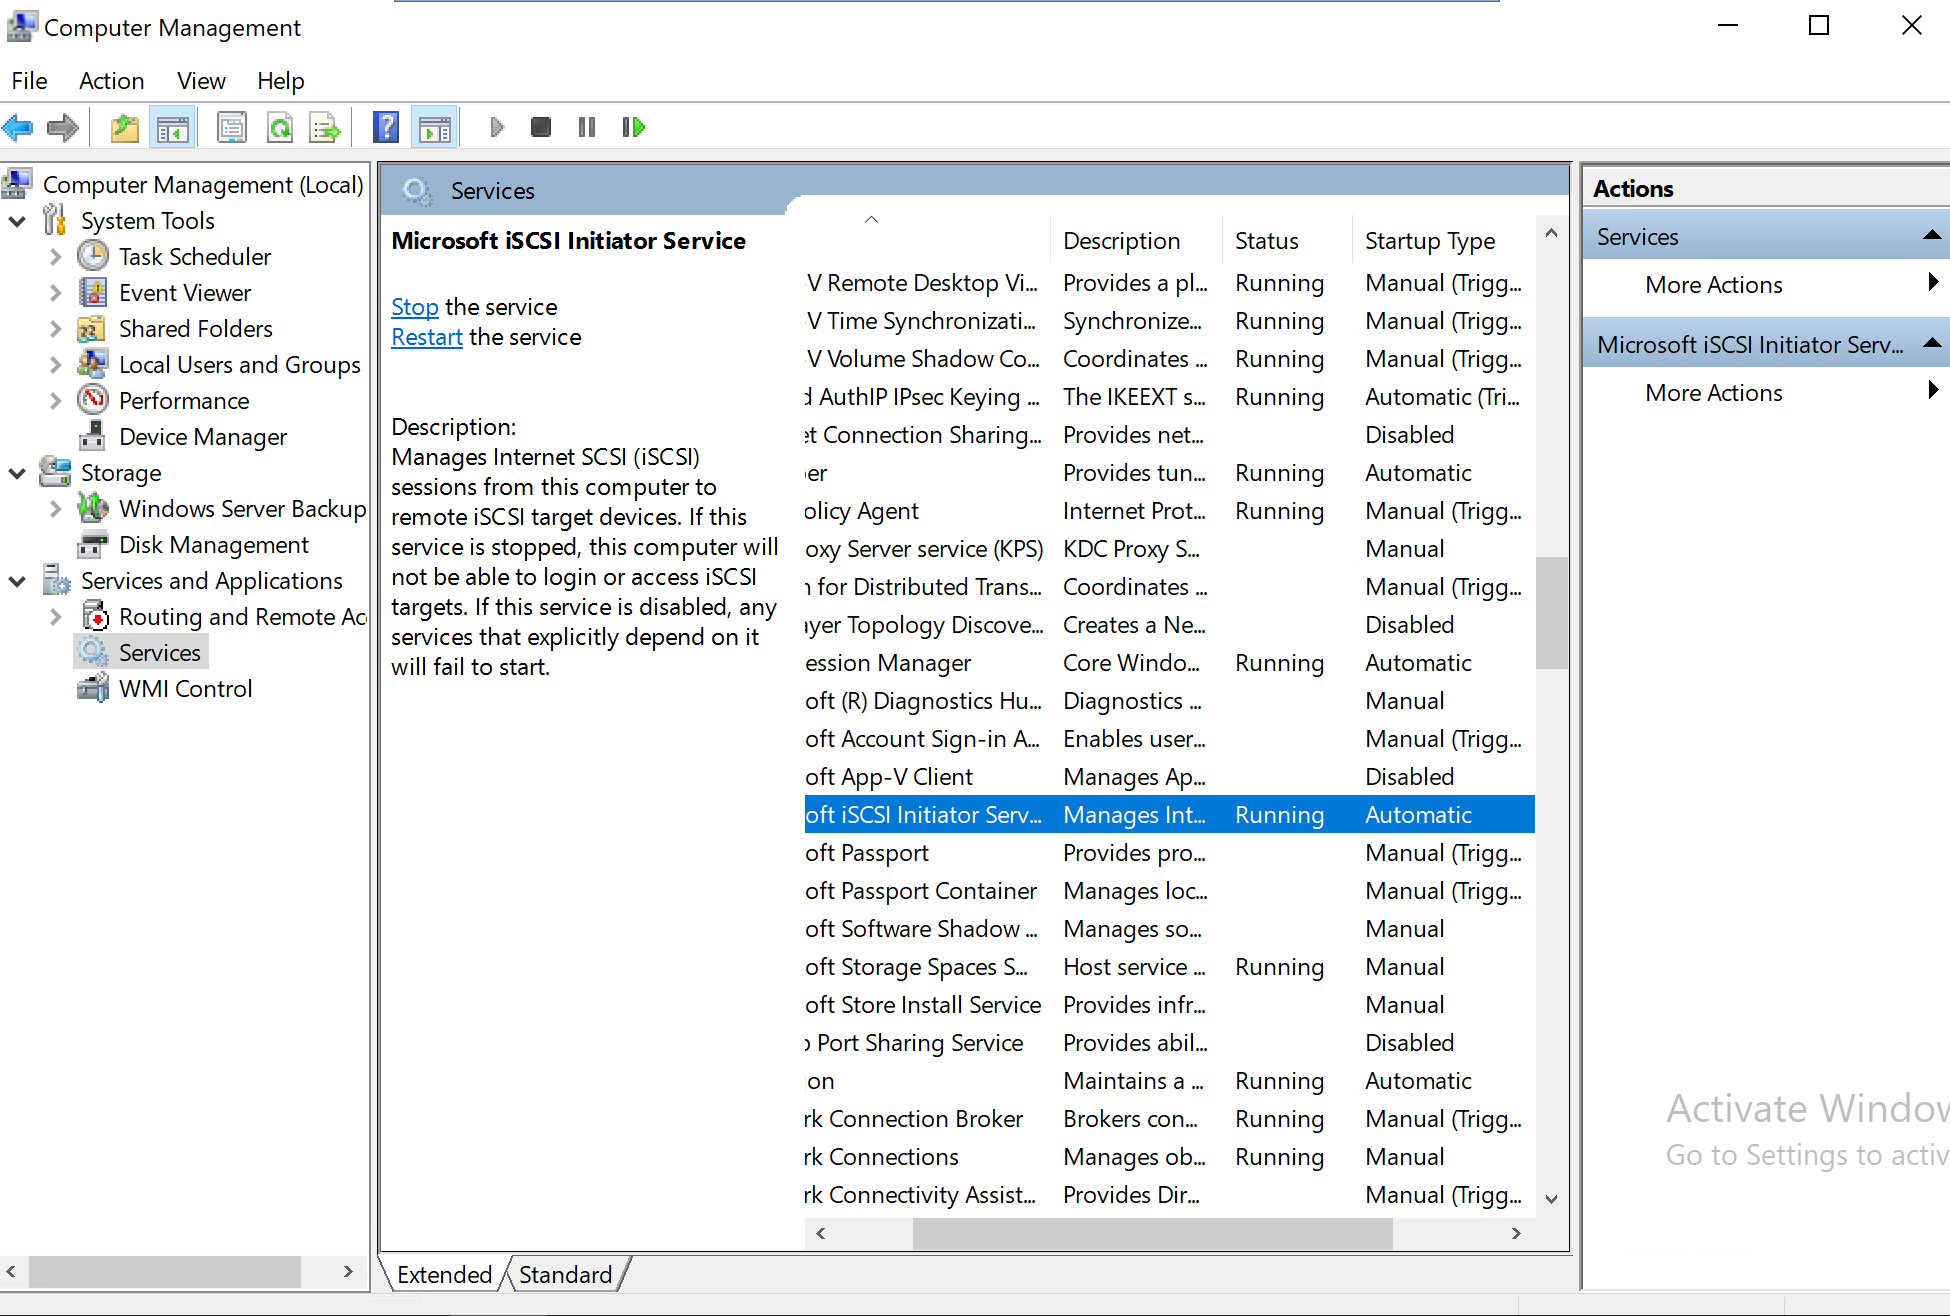 Computer Management
File Action View Help
Computer Management (Local)
System Tools
Task Scheduler
Event Viewer
Shared Folders
Local Users and Groups
Performance
Device Manager
Storage
Windows Server Backup
Disk Management
Services and Applications
Routing and Remote Ac
Services
WMI Control
Services
Microsoft iSCSI Initiator Service
Stop the service
Restart the service
Description:
Manages Internet SCSI (iSCSI)
sessions from this computer to
remote iSCSI target devices. If this
service is stopped, this computer will
not be able to login or access iSCSI
targets. If this service is disabled, any
services that explicitly depend on it
will fail to start.
Description Status Startup Type
V Remote Desktop Vi... Provides a pl... Running Manual (Trigg...
V Time Synchronizati... Synchronize... Running Manual (Trigg...
V Volume Shadow Co... Coordinates ... Running Manual (Trigg...
d AuthIP IPsec Keying ... The IKEEXT s... Running Automatic (Tri...
et Connection Sharing... Provides net... Disabled
er Provides tun... Running Automatic
olicy Agent Internet Prot... Running Manual (Trigg...
oxy Server service (KPS) KDC Proxy S... Manual
n for Distributed Trans... Coordinates ... Manual (Trigg...
ayer Topology Discove... Creates a Ne... Disabled
ession Manager Core Windo... Running Automatic
oft (R) Diagnostics Hu... Diagnostics ... Manual
oft Account Sign-in A... Enables user... Manual (Trigg...
oft App-V Client Manages Ap... Disabled
oft iSCSI Initiator Serv... Manages Int... Running Automatic
oft Passport Provides pro... Manual (Trigg...
oft Passport Container Manages loc... Manual (Trigg...
oft Software Shadow ... Manages so... Manual
oft Storage Spaces S... Host service ... Running Manual
oft Store Install Service Provides infr... Manual
p Port Sharing Service Provides abil... Disabled
on Maintains a ... Running Automatic
rk Connection Broker Brokers con... Running Manual (Trigg...
rk Connections Manages ob... Running Manual
rk Connectivity Assist... Provides Dir... Manual (Trigg...
Extended Standard
Actions
Services
More Actions
Microsoft iSCSI Initiator Serv...
More Actions
Activate Window
Go to Settings to activ